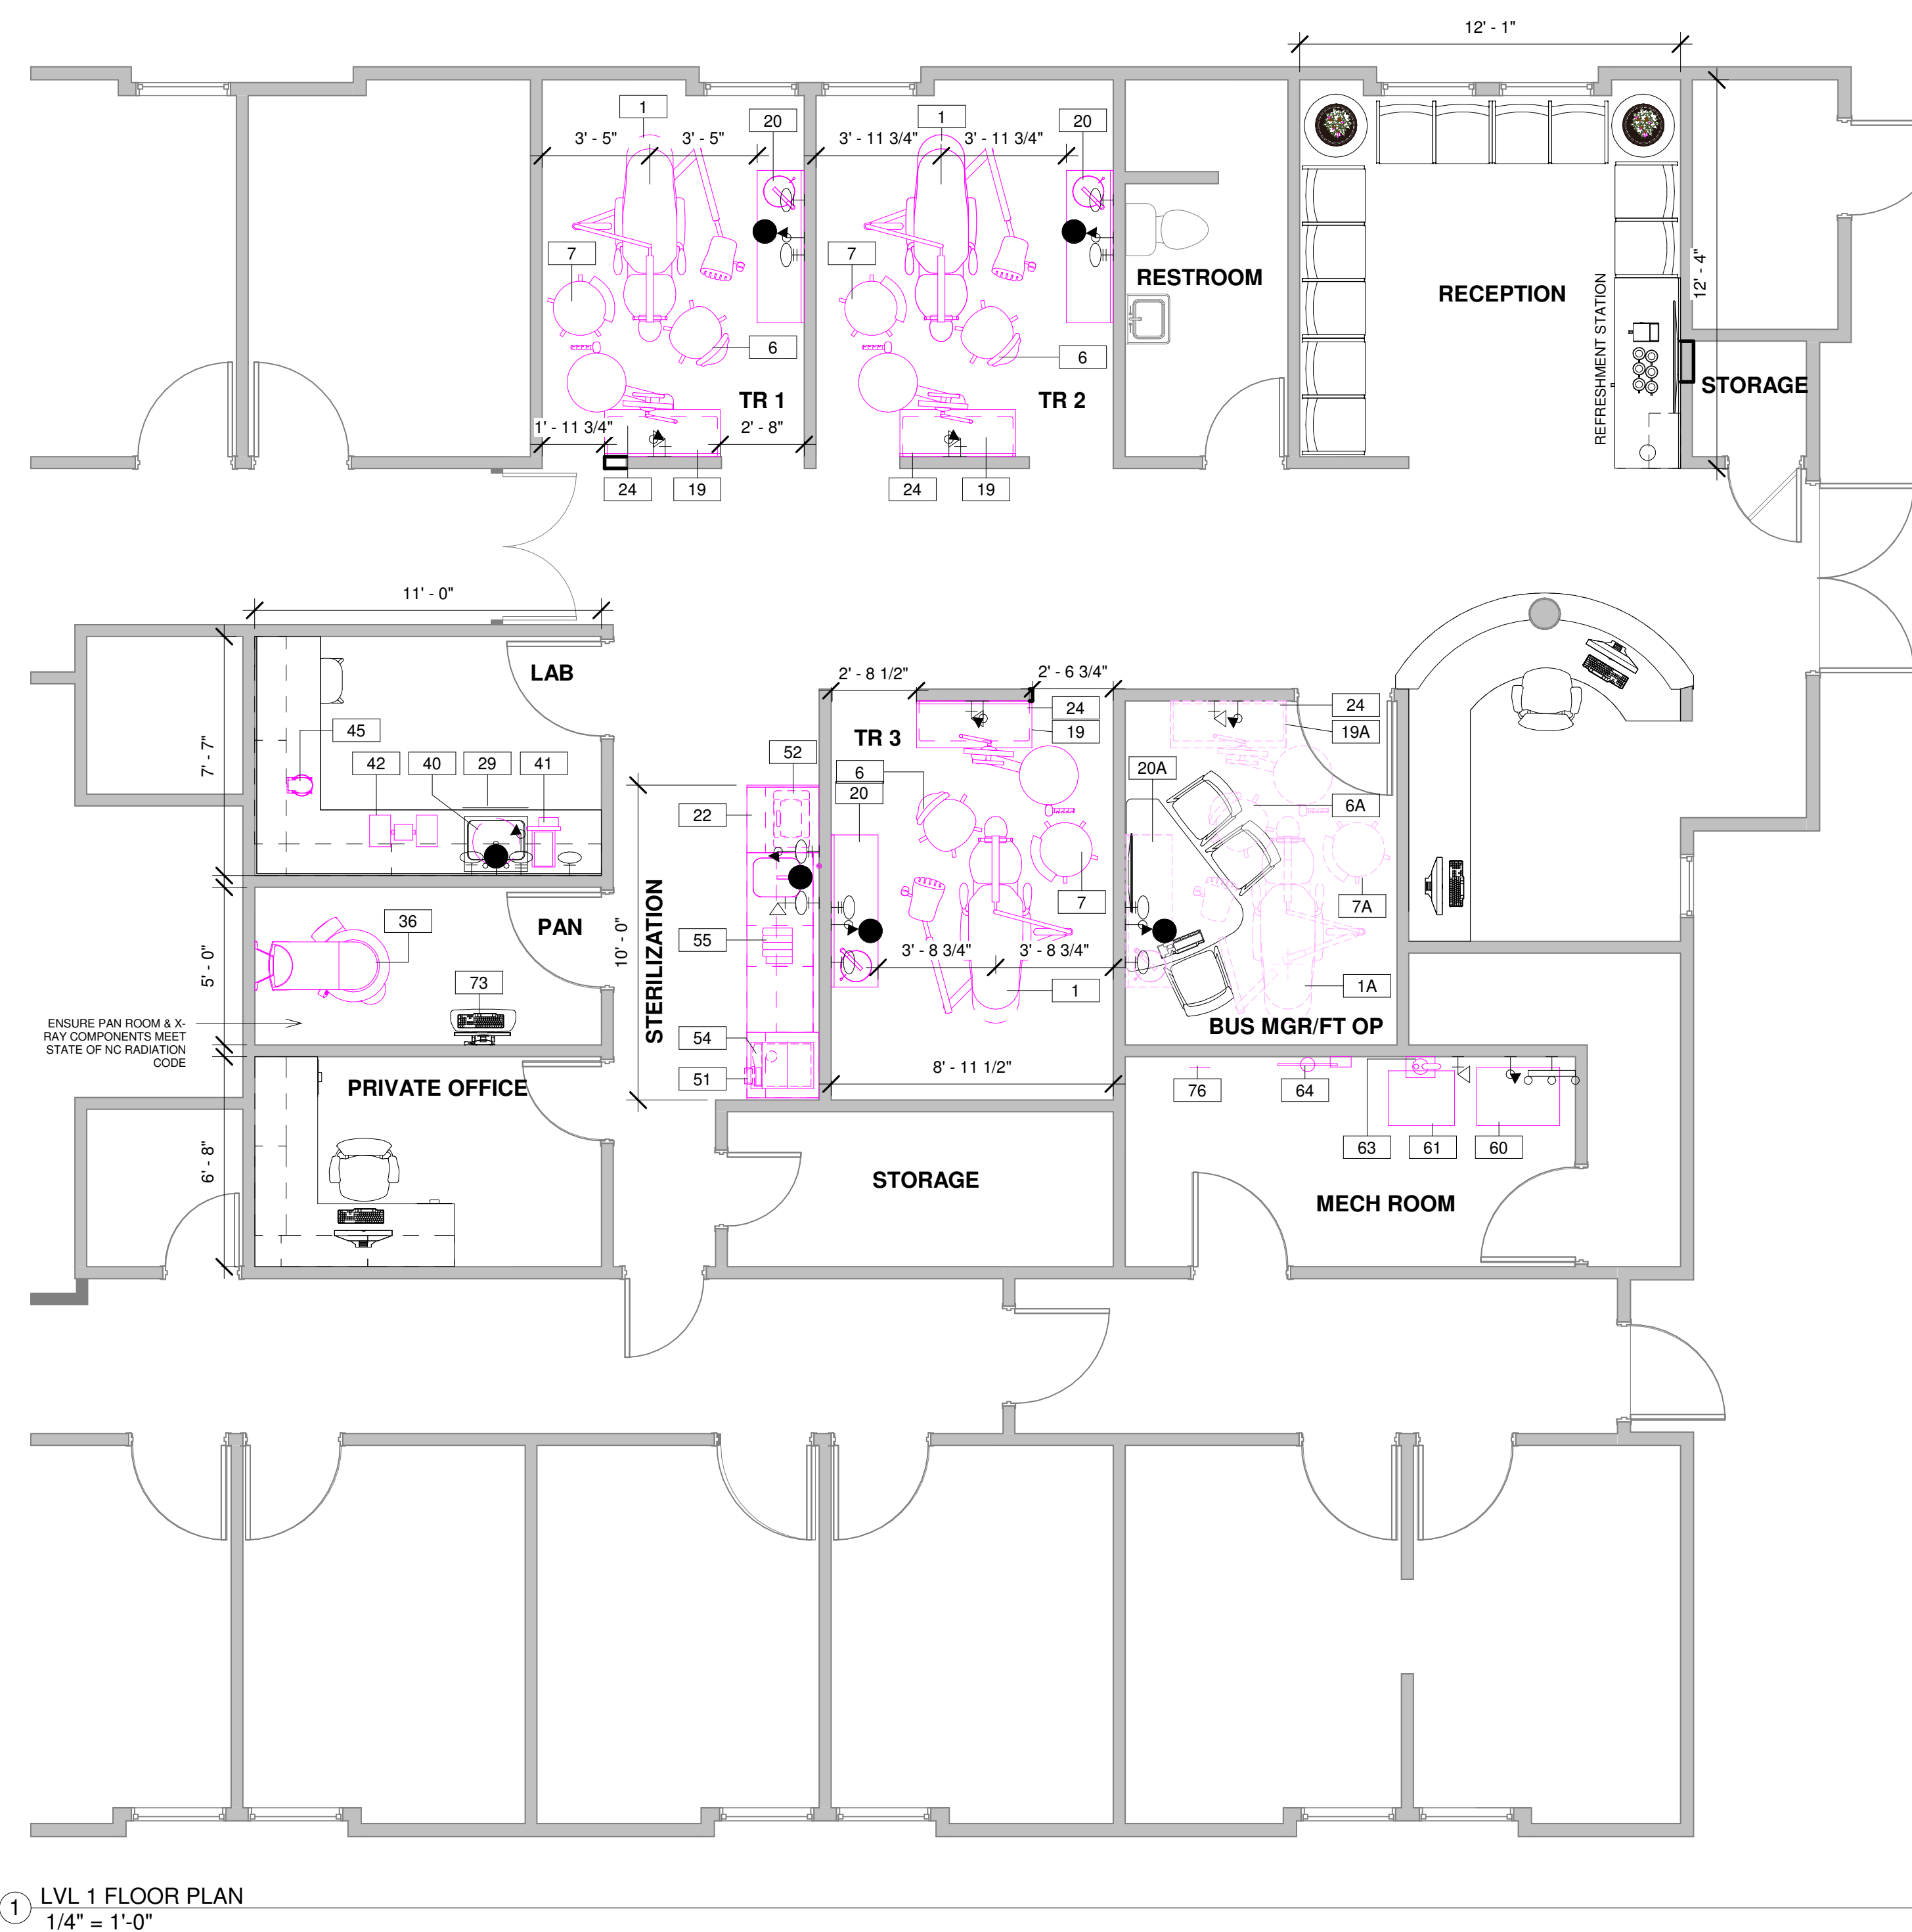 12' - 1"
1
20
1
20
3' - 5"
3' - 5"
3' - 11 3/4"
3' - 11 3/4"
7
7
RESTROOM
RECEPTION
12' - 4"
REFRESHMENT STATION
6
6
STORAGE
TR 1
TR 2
1' - 11 3/4"
2' - 8"
24
19
24
19
11' - 0"
LAB
2' - 8 1/2"
2' - 6 3/4"
24
19
24
19A
TR 3
45
7' - 7"
42
40
29
41
52
6
20
20A
6A
22
STERILIZATION
10' - 0"
7
7A
36
PAN
55
3' - 8 3/4"
3' - 8 3/4"
5' - 0"
73
1
1A
ENSURE PAN ROOM & X-
RAY COMPONENTS MEET
STATE OF NC RADIATION
CODE
BUS MGR/FT OP
54
51
8' - 11 1/2"
PRIVATE OFFICE
76
64
63
61
60
6' - 8"
STORAGE
MECH ROOM
1
LVL 1 FLOOR PLAN
1/4" = 1'-0"